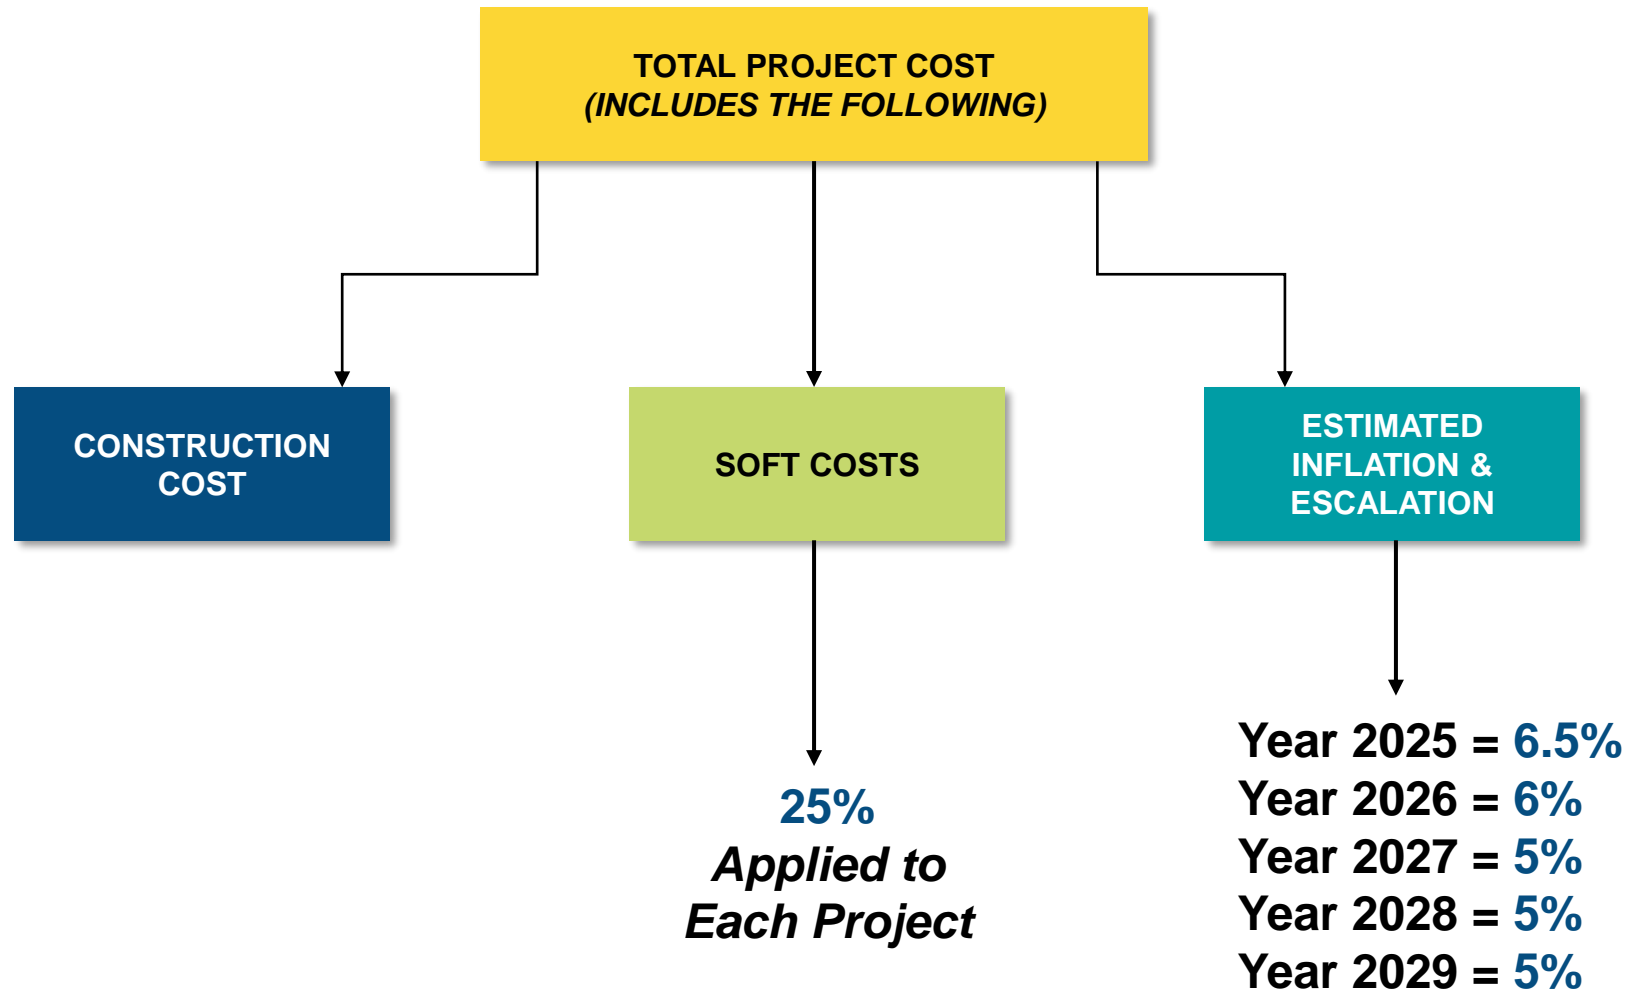 TOTAL PROJECT COST
(INCLUDES THE FOLLOWING)
CONSTRUCTION
COST
SOFT COSTS
ESTIMATED
INFLATION &
ESCALATION
25%
Applied to
Each Project
Year 2025 = 6.5%
Year 2026 = 6%
Year 2027 = 5%
Year 2028 = 5%
Year 2029 = 5%